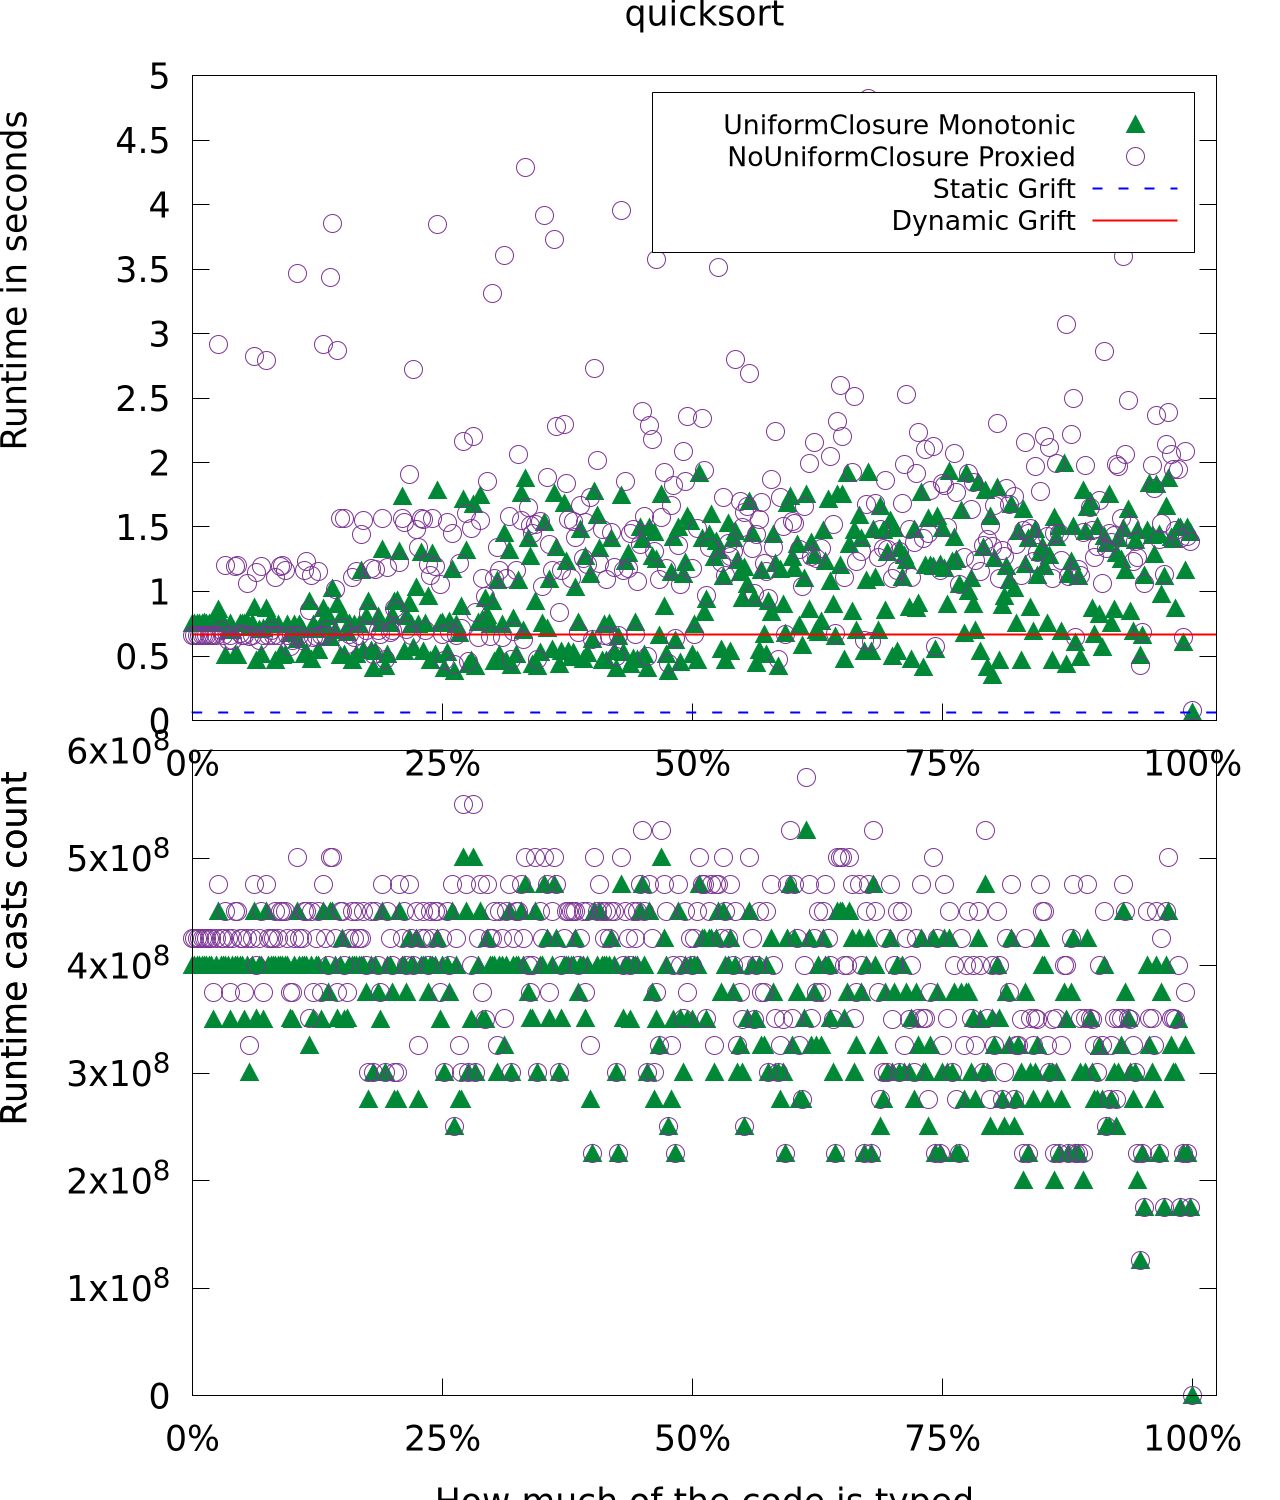 quicksort
Runtime in seconds
5
4.5
4
3.5
3
2.5
2
1.5
1
0.5
0
UniformClosure Monotonic
NoUniformClosure Proxied
Static Grift
Dynamic Grift
0% 25% 50% 75% 100%
Runtime casts count
6x10⁸
5x10⁸
4x10⁸
3x10⁸
2x10⁸
1x10⁸
0
0% 25% 50% 75% 100%
How much of the code is typed